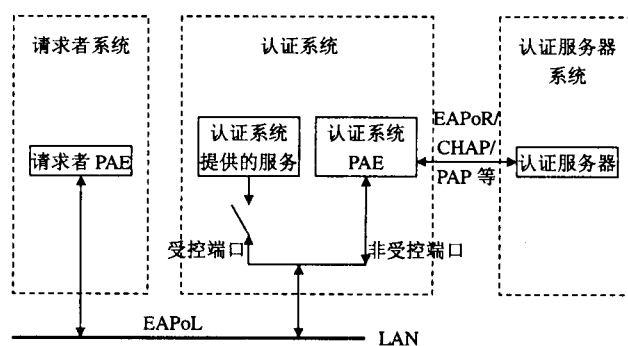 请求者系统
认证系统
认证服务器
系统
请求者 PAE
认证系统
提供的服务
认证系统
PAE
EAPoR/
CHAP/
PAP 等
认证服务器
受控端口
非受控端口
EAPoL
LAN